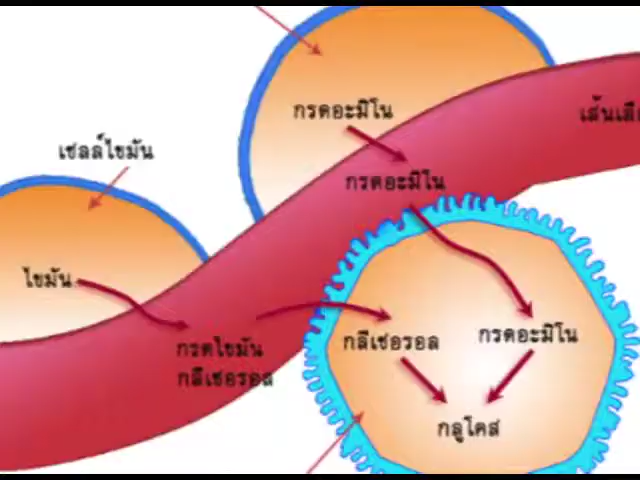 กรดอะมิโน
เซลล์ไขมัน
กรดอะมิโน
ไขมัน
กลีเซอรอล
กรดอะมิโน
กรดไขมัน
กลีเซอรอล
กลูโคส